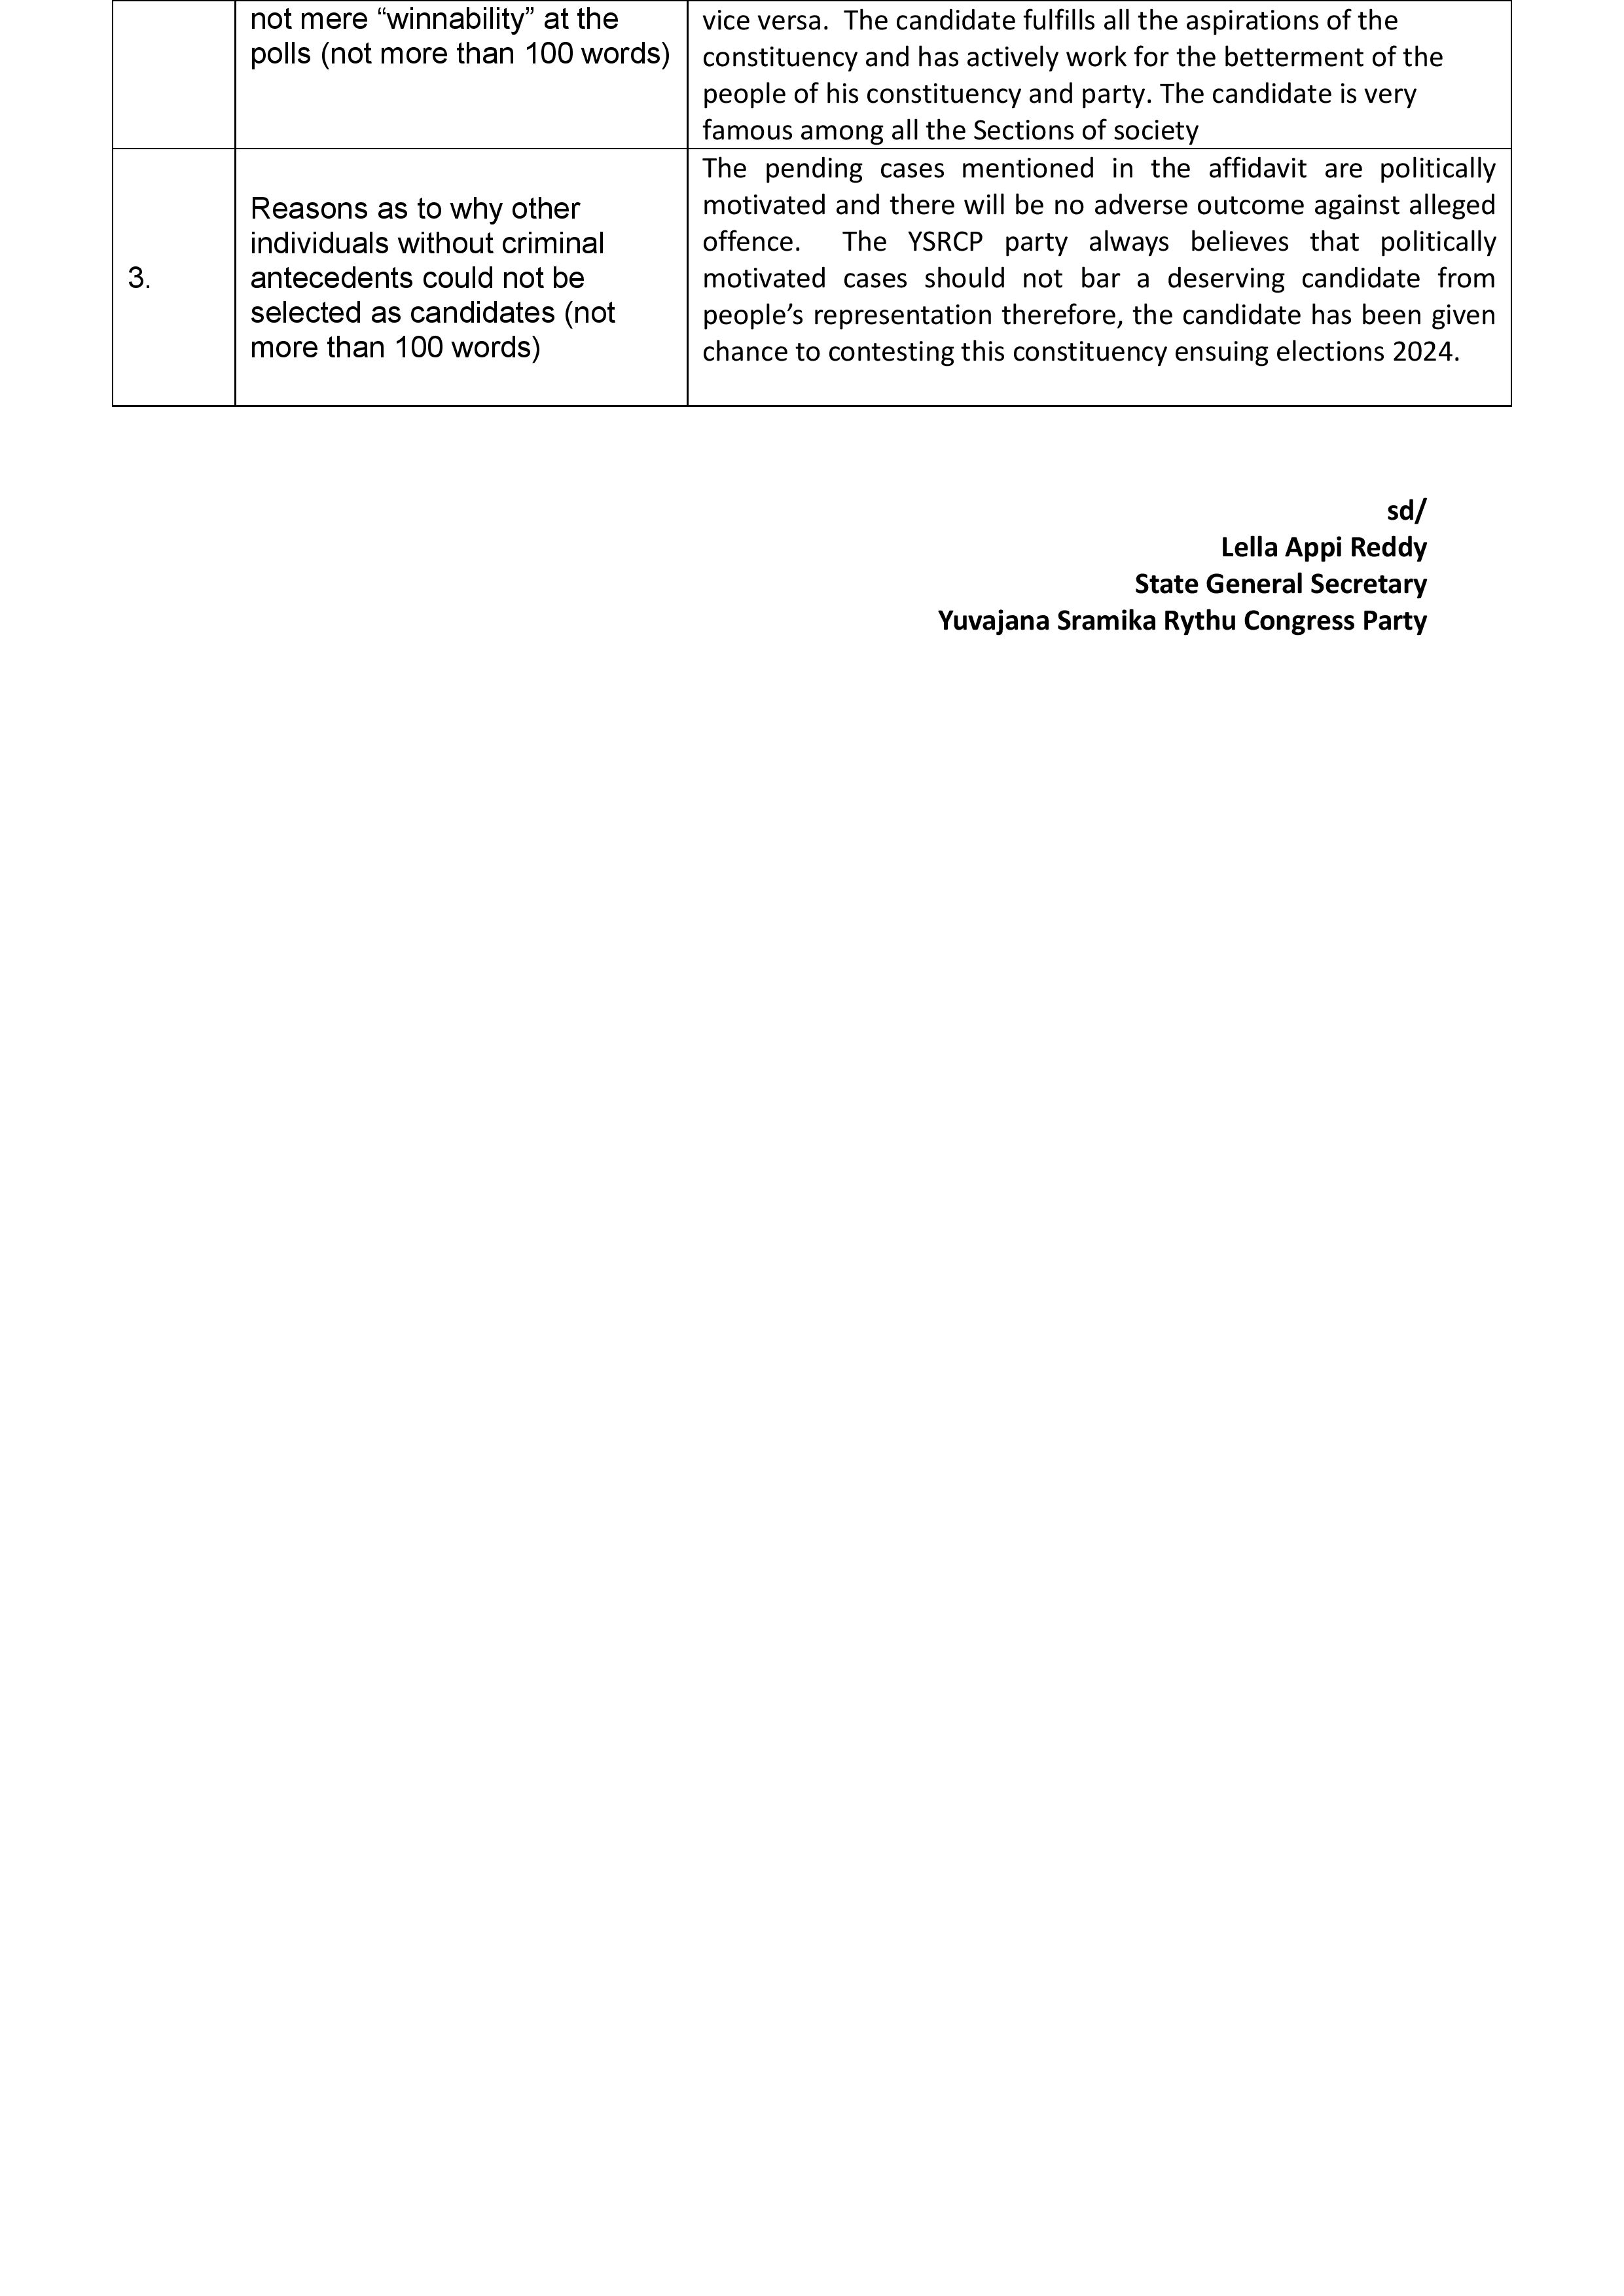 not mere “winnability” at the
polls (not more than 100 words)
vice versa.  The candidate fulfills all the aspirations of the
constituency and has actively work for the betterment of the
people of his constituency and party. The candidate is very
famous among all the Sections of society
3.
Reasons as to why other
individuals without criminal
antecedents could not be
selected as candidates (not
more than 100 words)
The pending cases mentioned in the affidavit are politically
motivated and there will be no adverse outcome against alleged
offence.  The YSRCP party always believes that politically
motivated cases should not bar a deserving candidate from
people’s representation therefore, the candidate has been given
chance to contesting this constituency ensuing elections 2024.
sd/
Lella Appi Reddy
State General Secretary
Yuvajana Sramika Rythu Congress Party